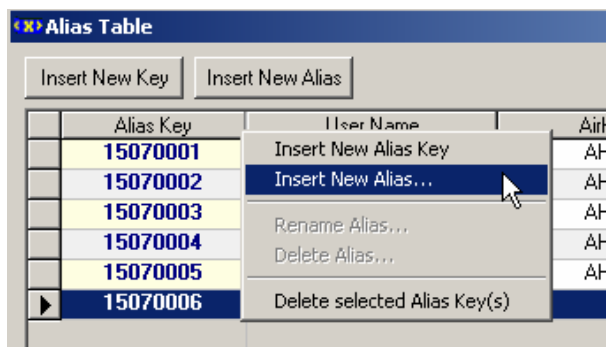 <x> Alias Table
Insert New Key Insert New Alias
Alias Key User Name
15070001 Insert New Alias Key AH
15070002 Insert New Alias... AH
15070003 AH
Rename Alias...
15070004 AH
Delete Alias...
15070005 AH
15070006 Delete selected Alias Key(s)